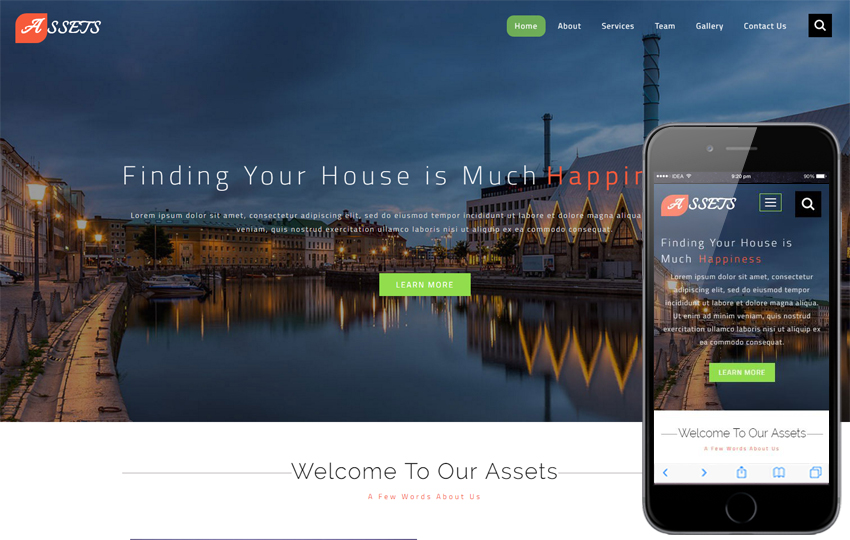 ASSETS
Home About Services Team Gallery Contact Us
Finding Your House is Much Happin
Lorem ipsum dolor sit amet, consectetur adipiscing elit, sed do eiusmod tempor incididunt ut labore et dolore magna aliqua
veniam, quis nostrud exercitation ullamco laboris nisi ut aliquip ex ea commodo consequat.
LEARN MORE
Welcome To Our Assets
A Few Words About Us
IDEA 9:20 pm 90%
ASSETS
Finding Your House is
Much Happiness
Lorem ipsum dolor sit amet, consectetur
adipiscing elit, sed do eiusmod tempor
incididunt ut labore et dolore magna aliqua.
Ut enim ad minim veniam, quis nostrud
exercitation ullamco laboris nisi ut aliquip ex
ea commodo consequat.
LEARN MORE
Welcome To Our Assets
A Few Words About Us